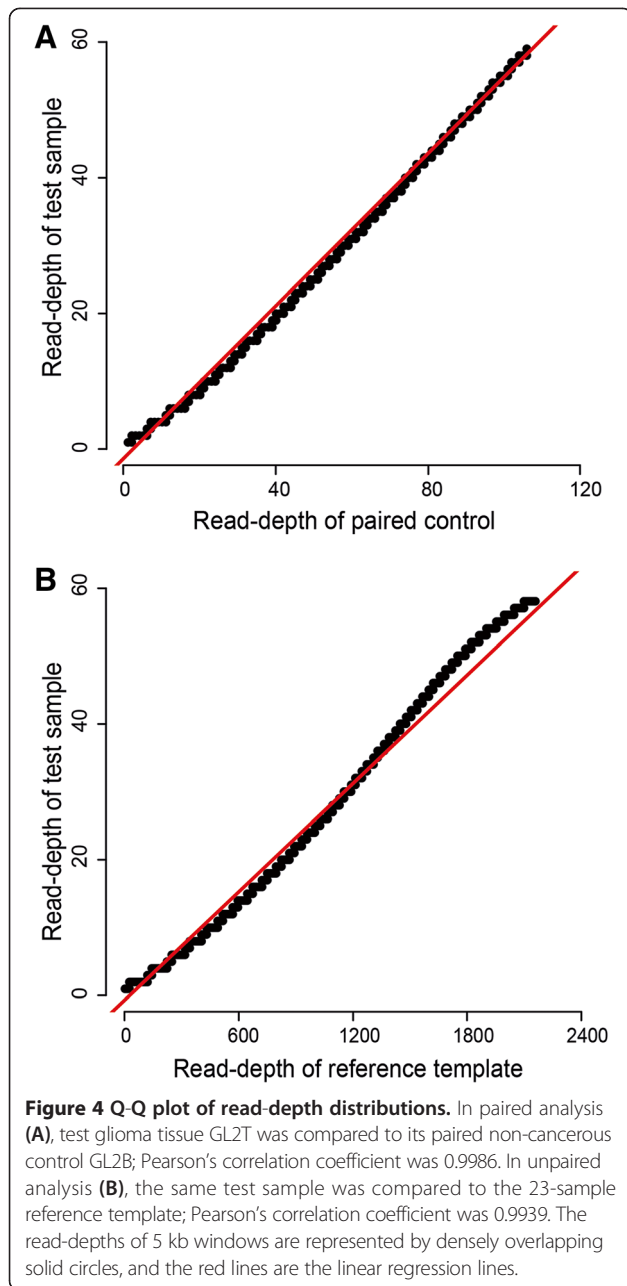 A
60
40
20
0
Read-depth of test sample
0 40 80 120
Read-depth of paired control
B
60
40
20
0
Read-depth of test sample
0 600 1200 1800 2400
Read-depth of reference template
Figure 4 Q-Q plot of read-depth distributions. In paired analysis
(A), test glioma tissue GL2T was compared to its paired non-cancerous
control GL2B; Pearson's correlation coefficient was 0.9986. In unpaired
analysis (B), the same test sample was compared to the 23-sample
reference template; Pearson's correlation coefficient was 0.9939. The
read-depths of 5 kb windows are represented by densely overlapping
solid circles, and the red lines are the linear regression lines.